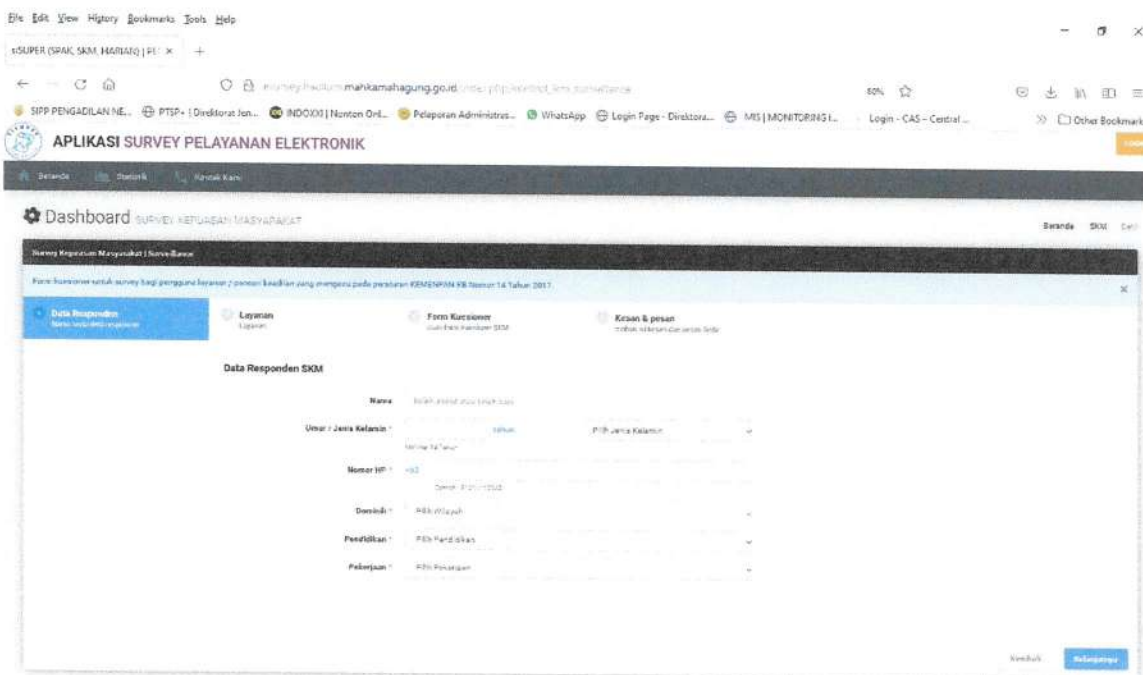 File Edit View History Bookmarks Tools Help
siSUPER (SPAK, SKM, HARIAN) | PE
mahkamahagung.go.id
80%
SIPP PENGADILAN NE... PTSP+ | Direktorat Jen... INDOXXI | Nonton Onl... Pelaporan Administras... WhatsApp Login Page - Direktora... MIS | MONITORING I... Login - CAS – Central ... Other Bookmark
APLIKASI SURVEY PELAYANAN ELEKTRONIK
Beranda Statistik Kontak Kami
Dashboard SURVEY KEPUASAN MASYARAKAT
Beranda SKM
Survey Kepuasan Masyarakat | Surveillance
Form kuesioner untuk survey bagi pengguna layanan / pencari keadilan yang mengacu pada peraturan KEMENPAN RB Nomor 14 Tahun 2017.
Data Responden Layanan Form Kuesioner Kesan & pesan
Layanan
Data Responden SKM
Nama
Umur / Jenis Kelamin * tahun Pilih Jenis Kelamin
Nomor HP * +62
Domisili * Pilih Wilayah
Pendidikan * Pilih Pendidikan
Pekerjaan * Pilih Pekerjaan
Kembali Selanjutnya